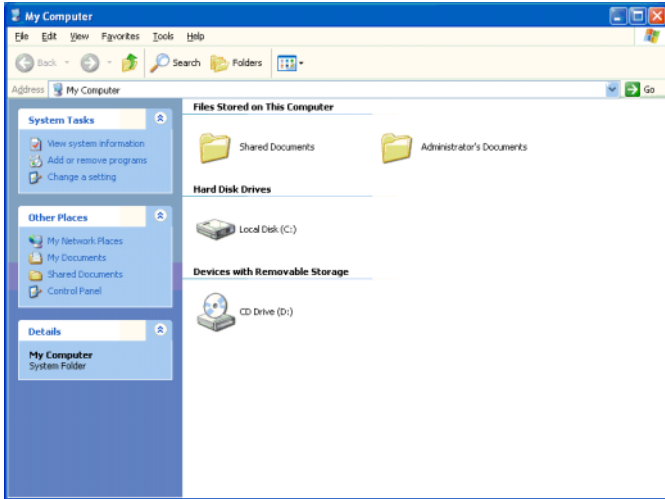 My Computer
File Edit View Favorites Tools Help
Back Search Folders
Address My Computer Go
System Tasks
View system information
Add or remove programs
Change a setting
Other Places
My Network Places
My Documents
Shared Documents
Control Panel
Details
My Computer
System Folder
Files Stored on This Computer
Shared Documents Administrator's Documents
Hard Disk Drives
Local Disk (C:)
Devices with Removable Storage
CD Drive (D:)